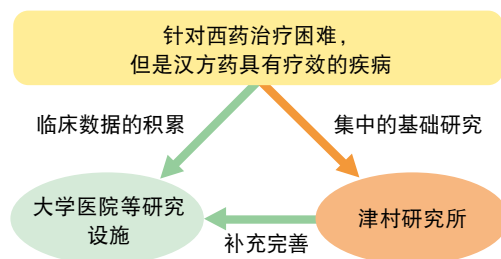 针对西药治疗困难，
但是汉方药具有疗效的疾病
临床数据的积累
集中的基础研究
大学医院等研究
设施
津村研究所
补充完善